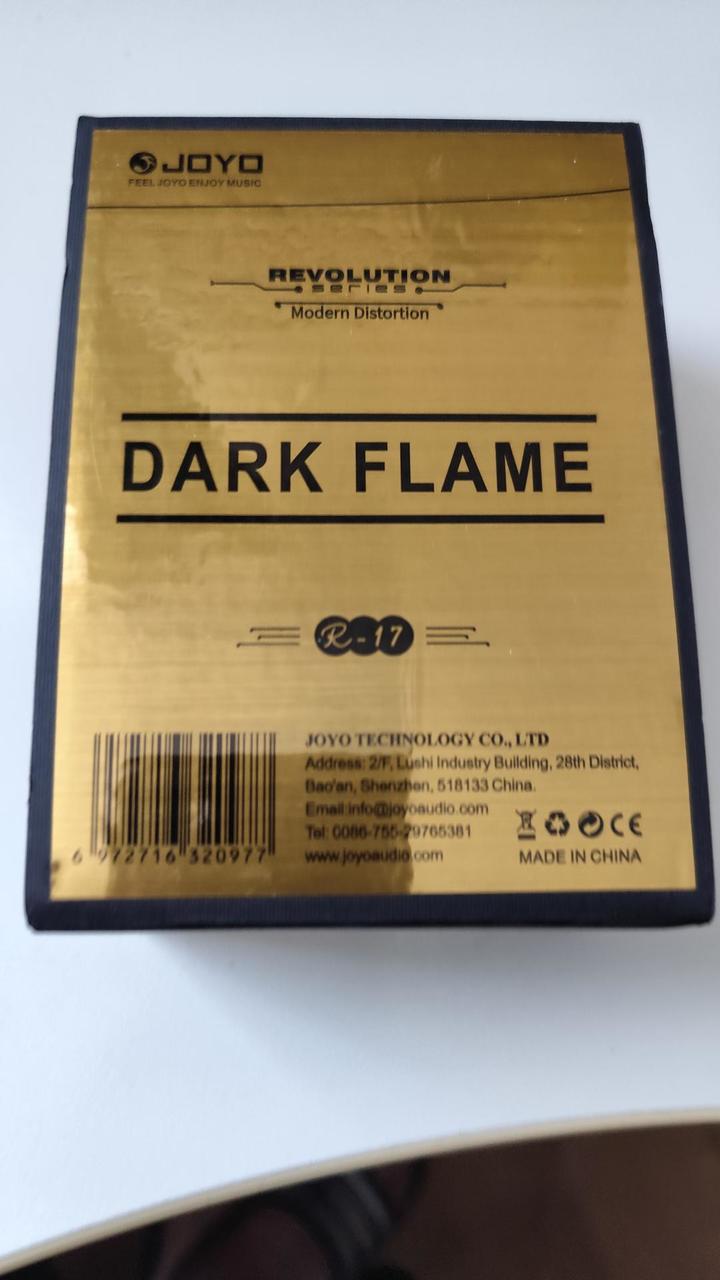 JOYO
FEEL JOYO ENJOY MUSIC
REVOLUTION
series
Modern Distortion
DARK FLAME
R-17
JOYO TECHNOLOGY CO., LTD
Address: 2/F, Lushi Industry Building, 28th District,
Bao'an, Shenzhen, 518133 China.
Email:info@joyoaudio.com
Tel: 0086-755-29765381
www.joyoaudio.com
6 972716 320977
CE
MADE IN CHINA